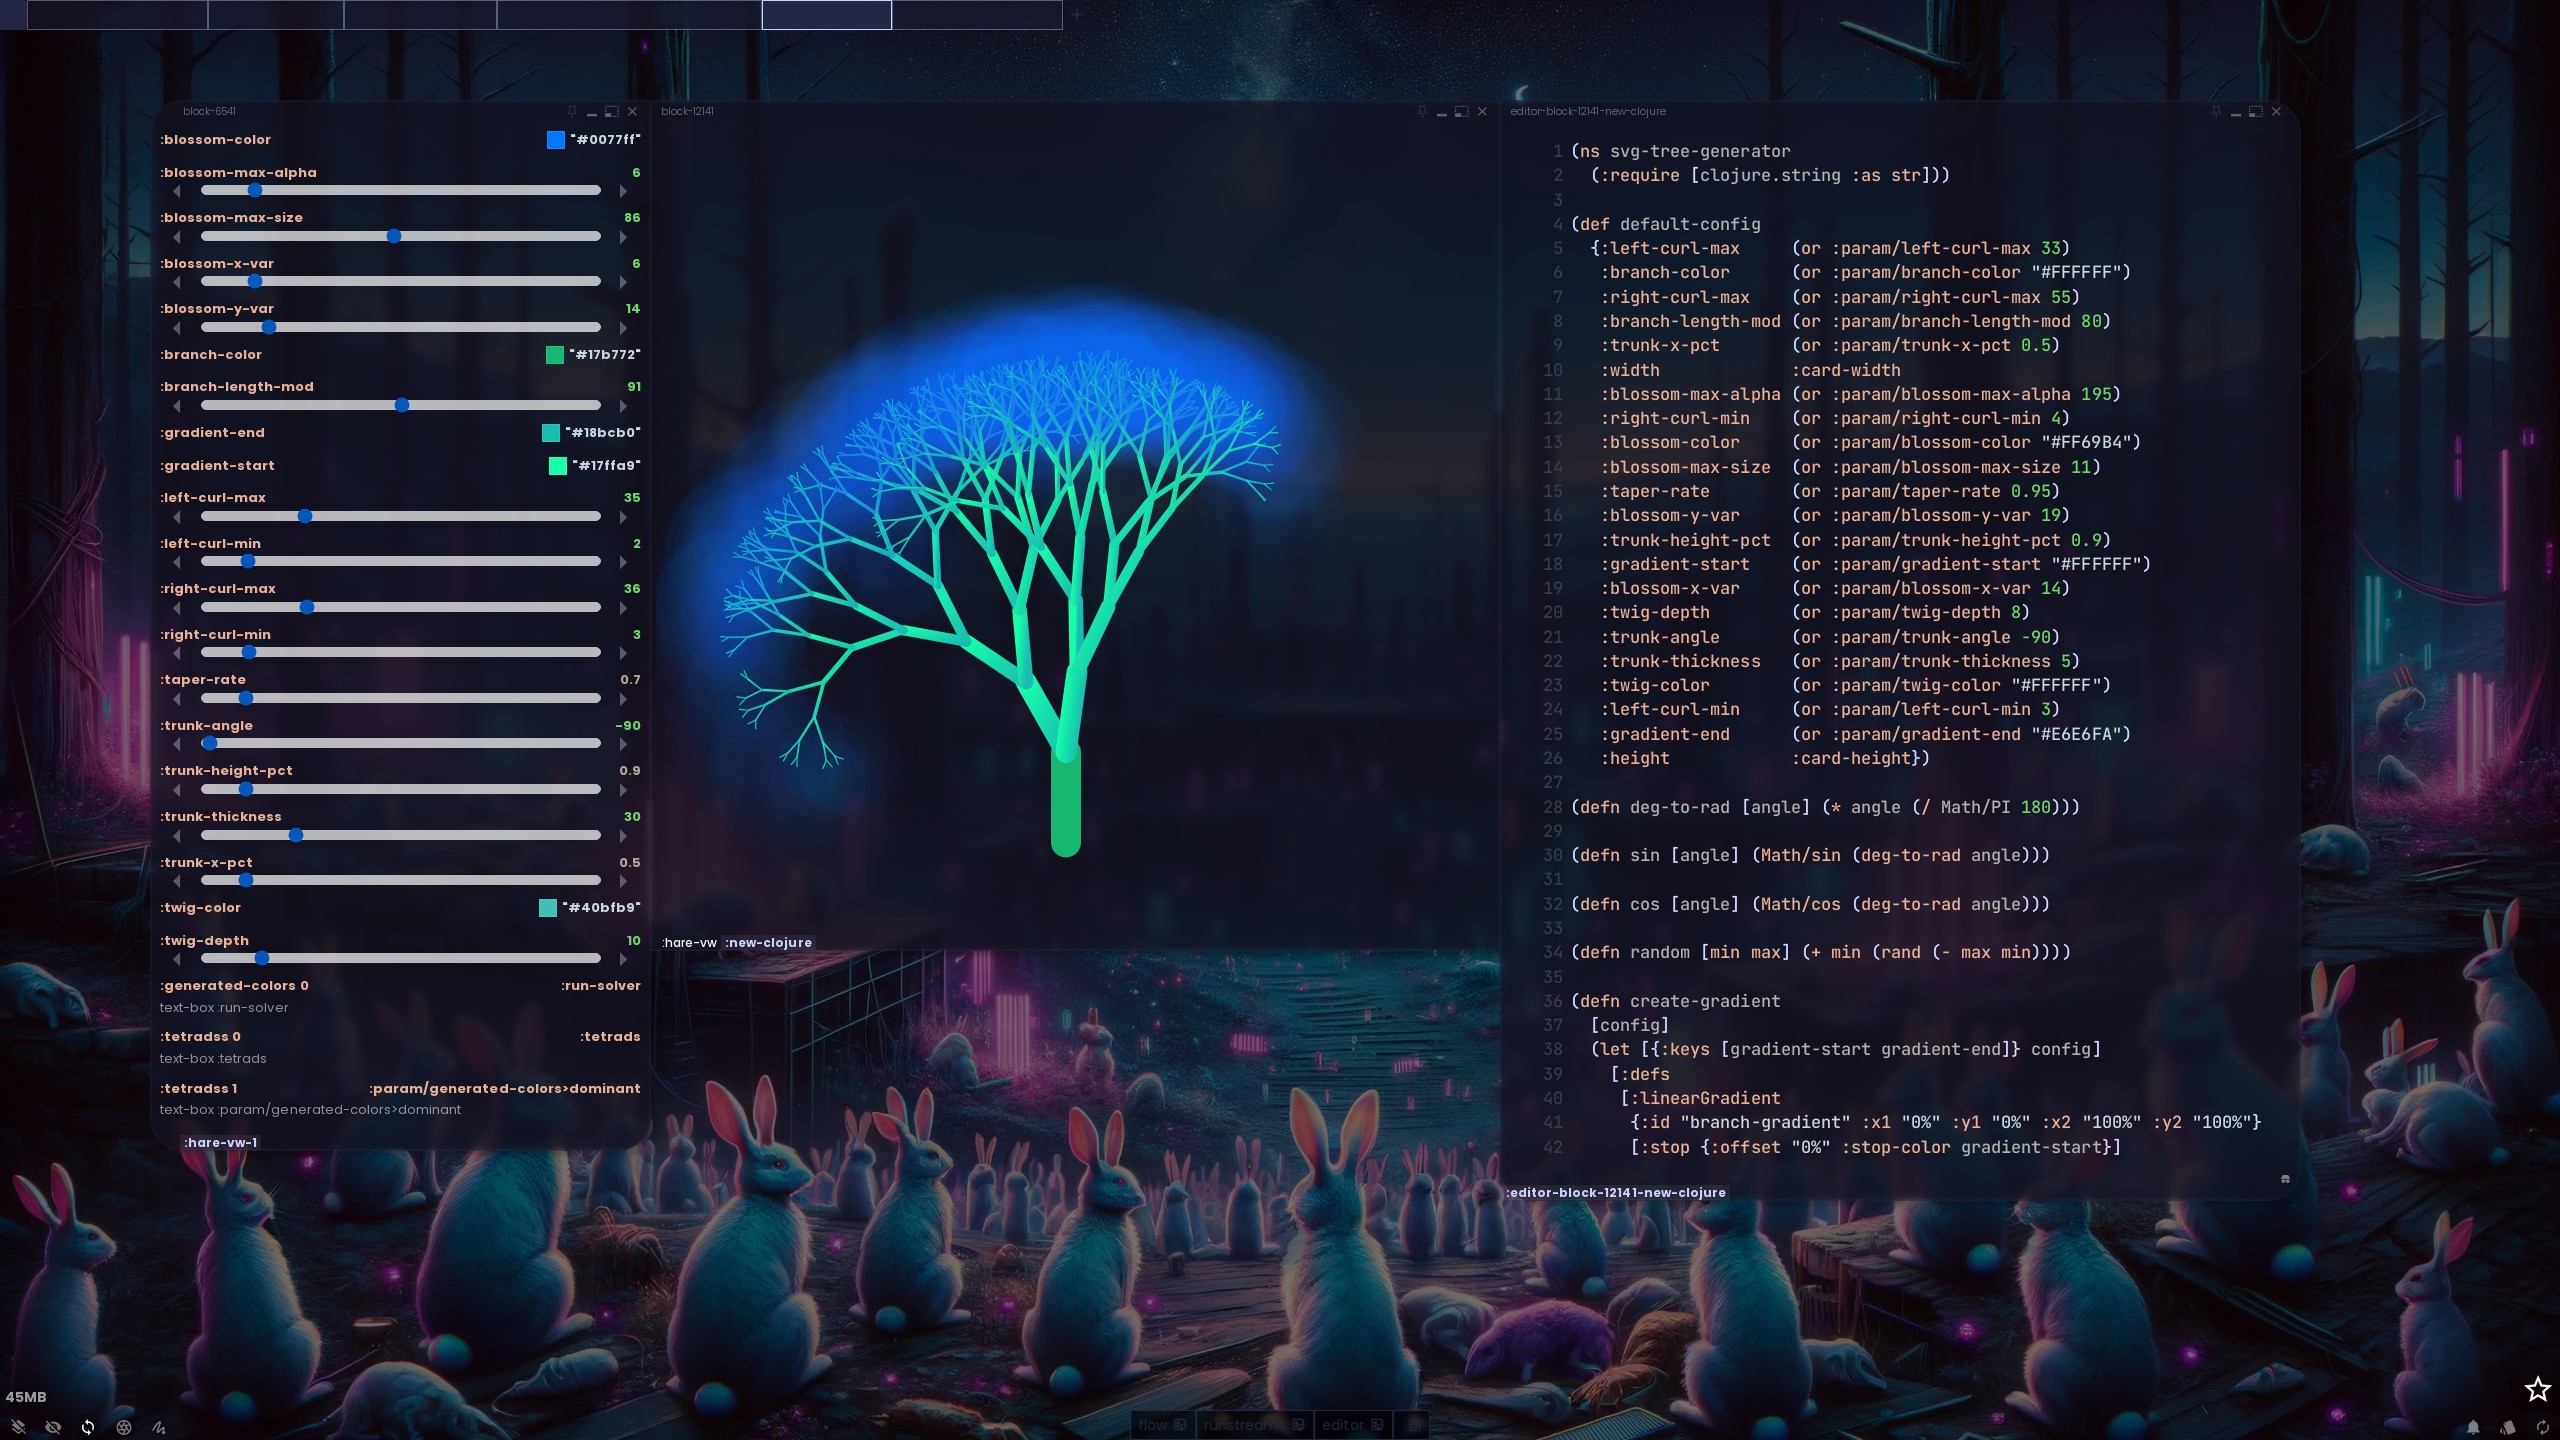 block-6541
:blossom-color "#0077ff"
:blossom-max-alpha 6
:blossom-max-size 86
:blossom-x-var 6
:blossom-y-var 14
:branch-color "#17b772"
:branch-length-mod 91
:gradient-end "#18bcb0"
:gradient-start "#17ffa9"
:left-curl-max 35
:left-curl-min 2
:right-curl-max 36
:right-curl-min 3
:taper-rate 0.7
:trunk-angle -90
:trunk-height-pct 0.9
:trunk-thickness 30
:trunk-x-pct 0.5
:twig-color "#40bfb9"
:twig-depth 10
:generated-colors 0 :run-solver
text-box :run-solver
:tetradss 0 :tetrads
text-box :tetrads
:tetradss 1 :param/generated-colors>dominant
text-box :param/generated-colors>dominant
:hare-vw-1
block-12141
:hare-vw :new-clojure
editor-block-12141-new-clojure
1 (ns svg-tree-generator
2 (:require [clojure.string :as str]))
3
4 (def default-config
5 {:left-curl-max (or :param/left-curl-max 33)
6 :branch-color (or :param/branch-color "#FFFFFF")
7 :right-curl-max (or :param/right-curl-max 55)
8 :branch-length-mod (or :param/branch-length-mod 80)
9 :trunk-x-pct (or :param/trunk-x-pct 0.5)
10 :width :card-width
11 :blossom-max-alpha (or :param/blossom-max-alpha 195)
12 :right-curl-min (or :param/right-curl-min 4)
13 :blossom-color (or :param/blossom-color "#FF69B4")
14 :blossom-max-size (or :param/blossom-max-size 11)
15 :taper-rate (or :param/taper-rate 0.95)
16 :blossom-y-var (or :param/blossom-y-var 19)
17 :trunk-height-pct (or :param/trunk-height-pct 0.9)
18 :gradient-start (or :param/gradient-start "#FFFFFF")
19 :blossom-x-var (or :param/blossom-x-var 14)
20 :twig-depth (or :param/twig-depth 8)
21 :trunk-angle (or :param/trunk-angle -90)
22 :trunk-thickness (or :param/trunk-thickness 5)
23 :twig-color (or :param/twig-color "#FFFFFF")
24 :left-curl-min (or :param/left-curl-min 3)
25 :gradient-end (or :param/gradient-end "#E6E6FA")
26 :height :card-height})
27
28 (defn deg-to-rad [angle] (* angle (/ Math/PI 180)))
29
30 (defn sin [angle] (Math/sin (deg-to-rad angle)))
31
32 (defn cos [angle] (Math/cos (deg-to-rad angle)))
33
34 (defn random [min max] (+ min (rand (- max min))))
35
36 (defn create-gradient
37 [config]
38 (let [{:keys [gradient-start gradient-end]} config]
39 [:defs
40 [:linearGradient
41 {:id "branch-gradient" :x1 "0%" :y1 "0%" :x2 "100%" :y2 "100%"}
42 [:stop {:offset "0%" :stop-color gradient-start}]
:editor-block-12141-new-clojure
45MB
flow runstreams editor